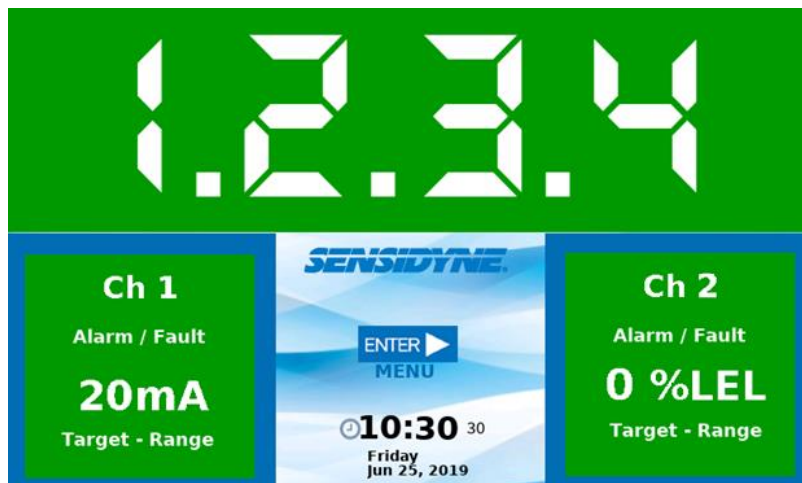 1.2.3.4
Ch 1
Alarm / Fault
20mA
Target - Range
SENSIDYNE.
ENTER
MENU
10:30 30
Friday
Jun 25, 2019
Ch 2
Alarm / Fault
0 %LEL
Target - Range